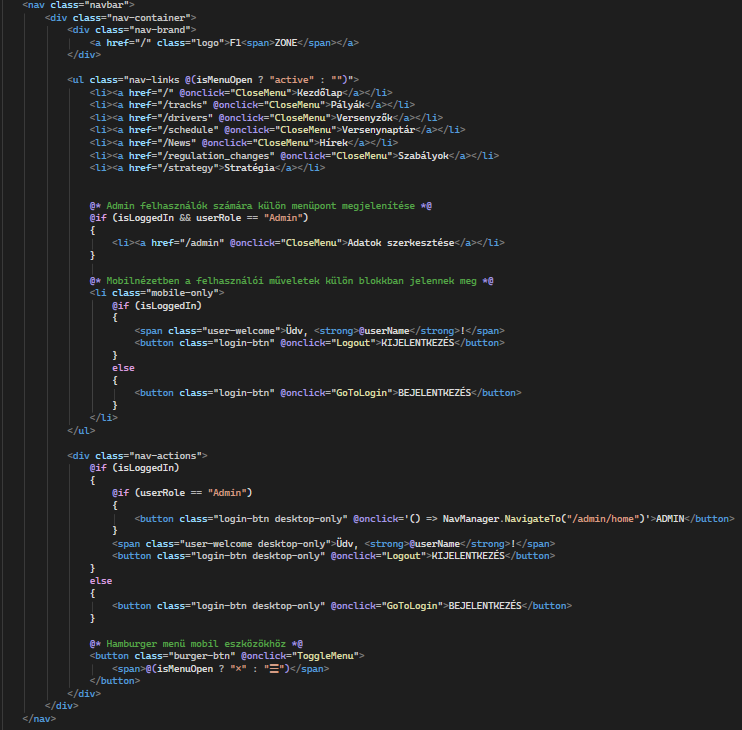 <nav class="navbar">
<div class="nav-container">
<div class="nav-brand">
<a href="/" class="logo">F1<span>ZONE</span></a>
</div>
<ul class="nav-links @(isMenuOpen ? "active" : "")">
<li><a href="/" @onclick="CloseMenu">Kezdőlap</a></li>
<li><a href="/tracks" @onclick="CloseMenu">Pályák</a></li>
<li><a href="/drivers" @onclick="CloseMenu">Versenyzők</a></li>
<li><a href="/schedule" @onclick="CloseMenu">Versenynaptár</a></li>
<li><a href="/News" @onclick="CloseMenu">Hírek</a></li>
<li><a href="/regulation_changes" @onclick="CloseMenu">Szabályok</a></li>
<li><a href="/strategy">Stratégia</a></li>
@* Admin felhasználók számára külön menüpont megjelenítése *@
@if (isLoggedIn && userRole == "Admin")
{
<li><a href="/admin" @onclick="CloseMenu">Adatok szerkesztése</a></li>
}
@* Mobilnézetben a felhasználói műveletek külön blokkban jelennek meg *@
<li class="mobile-only">
@if (isLoggedIn)
{
<span class="user-welcome">Üdv, <strong>@userName</strong>!</span>
<button class="login-btn" @onclick="Logout">KIJELENTKEZÉS</button>
}
else
{
<button class="login-btn" @onclick="GoToLogin">BEJELENTKEZÉS</button>
}
</li>
</ul>
<div class="nav-actions">
@if (isLoggedIn)
{
@if (userRole == "Admin")
{
<button class="login-btn desktop-only" @onclick='() => NavManager.NavigateTo("/admin/home")'>ADMIN</button>
}
<span class="user-welcome desktop-only">Üdv, <strong>@userName</strong>!</span>
<button class="login-btn desktop-only" @onclick="Logout">KIJELENTKEZÉS</button>
}
else
{
<button class="login-btn desktop-only" @onclick="GoToLogin">BEJELENTKEZÉS</button>
}
@* Hamburger menü mobil eszközökhöz *@
<button class="burger-btn" @onclick="ToggleMenu">
<span>@(isMenuOpen ? "×" : "☰")</span>
</button>
</div>
</div>
</nav>